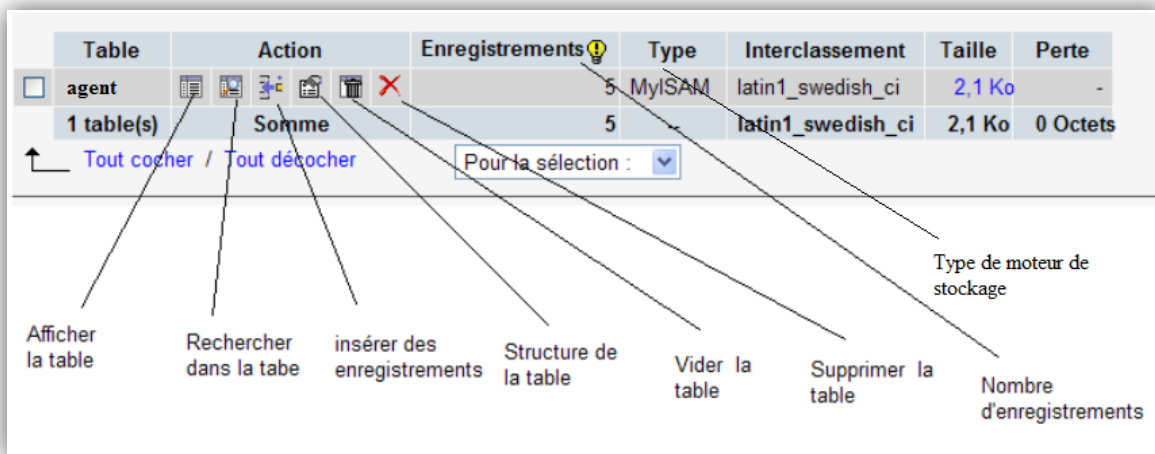 Table Action Enregistrements Type Interclassement Taille Perte
agent 5 MyISAM latin1_swedish_ci 2,1 Ko -
1 table(s) Somme 5 -- latin1_swedish_ci 2,1 Ko 0 Octets
Tout cocher / Tout décocher Pour la sélection :
Type de moteur de
stockage
Afficher
la table
Rechercher
dans la tabe
insérer des
enregistrements
Structure de
la table
Vider la
table
Supprimer la
table
Nombre
d'enregistrements